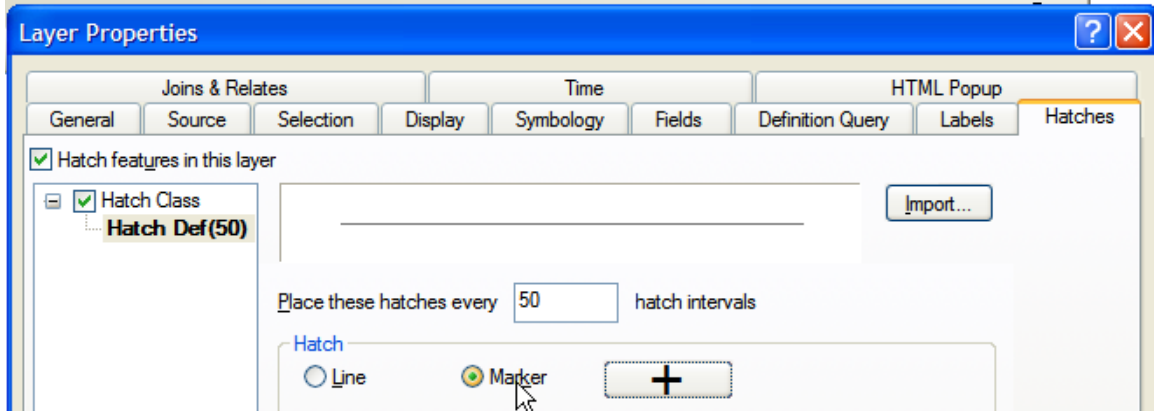 Layer Properties
Joins & Relates Time HTML Popup
General Source Selection Display Symbology Fields Definition Query Labels Hatches
Hatch features in this layer
Hatch Class
Import...
Hatch Def(50)
Place these hatches every 50 hatch intervals
Hatch
Line Marker